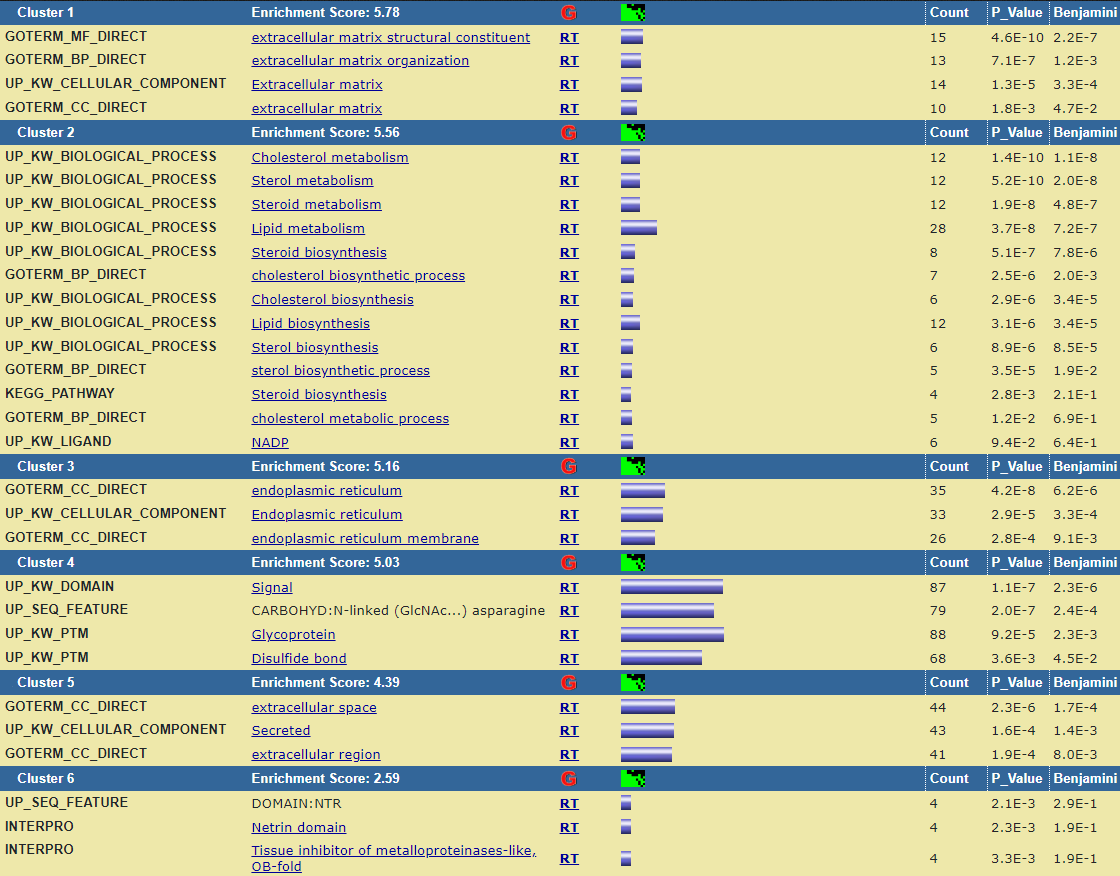 Cluster 1 Enrichment Score: 5.78 G Count P_Value Benjamini
GOTERM_MF_DIRECT extracellular matrix structural constituent RT 15 4.6E-10 2.2E-7
GOTERM_BP_DIRECT extracellular matrix organization RT 13 7.1E-7 1.2E-3
UP_KW_CELLULAR_COMPONENT Extracellular matrix RT 14 1.3E-5 3.3E-4
GOTERM_CC_DIRECT extracellular matrix RT 10 1.8E-3 4.7E-2
Cluster 2 Enrichment Score: 5.56 G Count P_Value Benjamini
UP_KW_BIOLOGICAL_PROCESS Cholesterol metabolism RT 12 1.4E-10 1.1E-8
UP_KW_BIOLOGICAL_PROCESS Sterol metabolism RT 12 5.2E-10 2.0E-8
UP_KW_BIOLOGICAL_PROCESS Steroid metabolism RT 12 1.9E-8 4.8E-7
UP_KW_BIOLOGICAL_PROCESS Lipid metabolism RT 28 3.7E-8 7.2E-7
UP_KW_BIOLOGICAL_PROCESS Steroid biosynthesis RT 8 5.1E-7 7.8E-6
GOTERM_BP_DIRECT cholesterol biosynthetic process RT 7 2.5E-6 2.0E-3
UP_KW_BIOLOGICAL_PROCESS Cholesterol biosynthesis RT 6 2.9E-6 3.4E-5
UP_KW_BIOLOGICAL_PROCESS Lipid biosynthesis RT 12 3.1E-6 3.4E-5
UP_KW_BIOLOGICAL_PROCESS Sterol biosynthesis RT 6 8.9E-6 8.5E-5
GOTERM_BP_DIRECT sterol biosynthetic process RT 5 3.5E-5 1.9E-2
KEGG_PATHWAY Steroid biosynthesis RT 4 2.8E-3 2.1E-1
GOTERM_BP_DIRECT cholesterol metabolic process RT 5 1.2E-2 6.9E-1
UP_KW_LIGAND NADP RT 6 9.4E-2 6.4E-1
Cluster 3 Enrichment Score: 5.16 G Count P_Value Benjamini
GOTERM_CC_DIRECT endoplasmic reticulum RT 35 4.2E-8 6.2E-6
UP_KW_CELLULAR_COMPONENT Endoplasmic reticulum RT 33 2.9E-5 3.3E-4
GOTERM_CC_DIRECT endoplasmic reticulum membrane RT 26 2.8E-4 9.1E-3
Cluster 4 Enrichment Score: 5.03 G Count P_Value Benjamini
UP_KW_DOMAIN Signal RT 87 1.1E-7 2.3E-6
UP_SEQ_FEATURE CARBOHYD:N-linked (GlcNAc...) asparagine RT 79 2.0E-7 2.4E-4
UP_KW_PTM Glycoprotein RT 88 9.2E-5 2.3E-3
UP_KW_PTM Disulfide bond RT 68 3.6E-3 4.5E-2
Cluster 5 Enrichment Score: 4.39 G Count P_Value Benjamini
GOTERM_CC_DIRECT extracellular space RT 44 2.3E-6 1.7E-4
UP_KW_CELLULAR_COMPONENT Secreted RT 43 1.6E-4 1.4E-3
GOTERM_CC_DIRECT extracellular region RT 41 1.9E-4 8.0E-3
Cluster 6 Enrichment Score: 2.59 G Count P_Value Benjamini
UP_SEQ_FEATURE DOMAIN:NTR RT 4 2.1E-3 2.9E-1
INTERPRO Netrin domain RT 4 2.3E-3 1.9E-1
INTERPRO Tissue inhibitor of metalloproteinases-like,
OB-fold RT 4 3.3E-3 1.9E-1